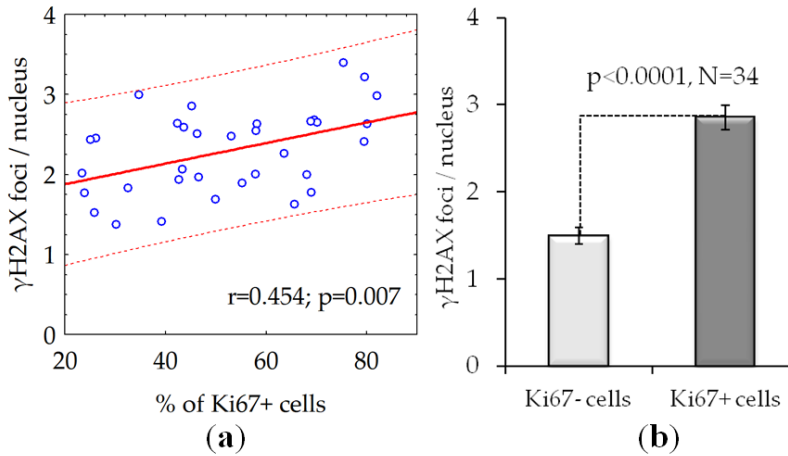 γH2AX foci / nucleus
4
3
2
1
0
20
40
60
80
r=0.454; p=0.007
% of Ki67+ cells
(a)
γH2AX foci / nucleus
4
3
2
1
0
p<0.0001, N=34
Ki67- cells
Ki67+ cells
(b)